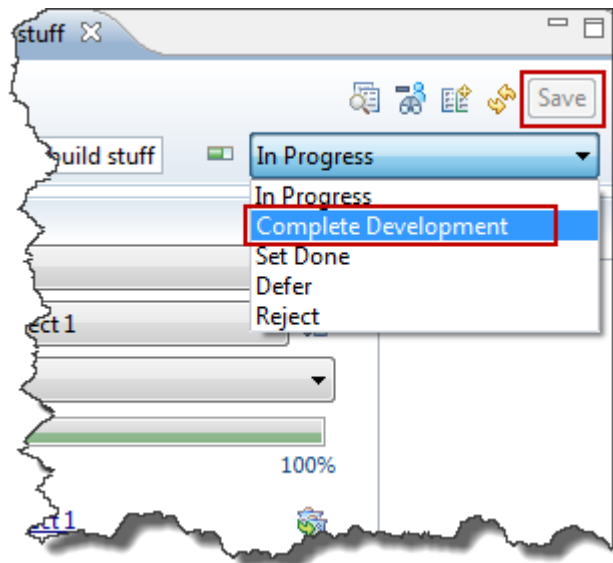 stuff
Save
build stuff
In Progress
In Progress
Complete Development
Set Done
Defer
Reject
ect 1
100%
ect 1